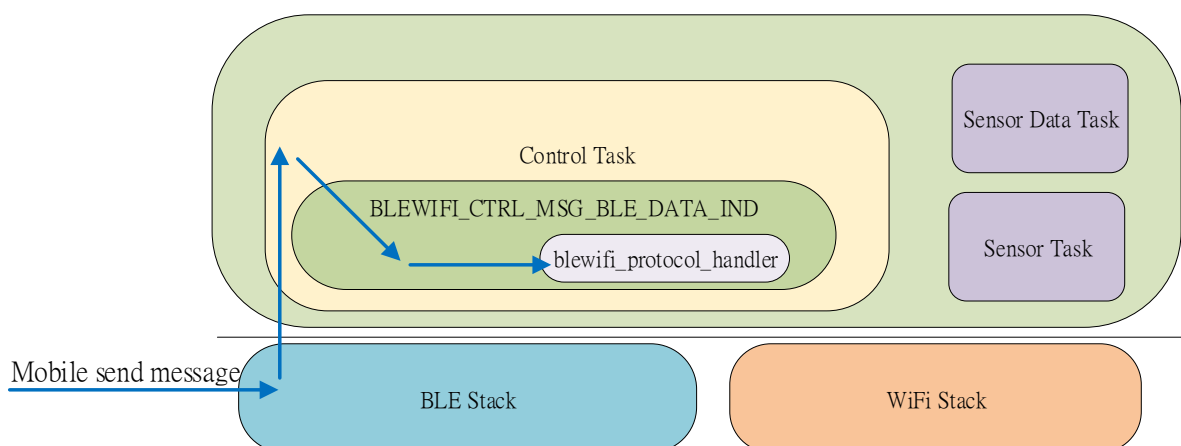 Sensor Data Task
Control Task
BLEWIFI_CTRL_MSG_BLE_DATA_IND
Sensor Task
blewifi_protocol_handler
Mobile send message
BLE Stack
WiFi Stack